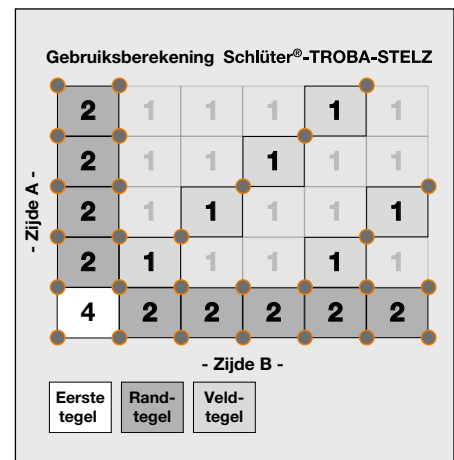 Gebruiksberekening Schlüter®-TROBA-STELZ
2 1 1 1 1 1
2 1 1 1 1 1
2 1 1 1 1 1
2 1 1 1 1 1
4 2 2 2 2 2
- Zijde A -
- Zijde B -
Eerste
tegel
Rand-
tegel
Veld-
tegel